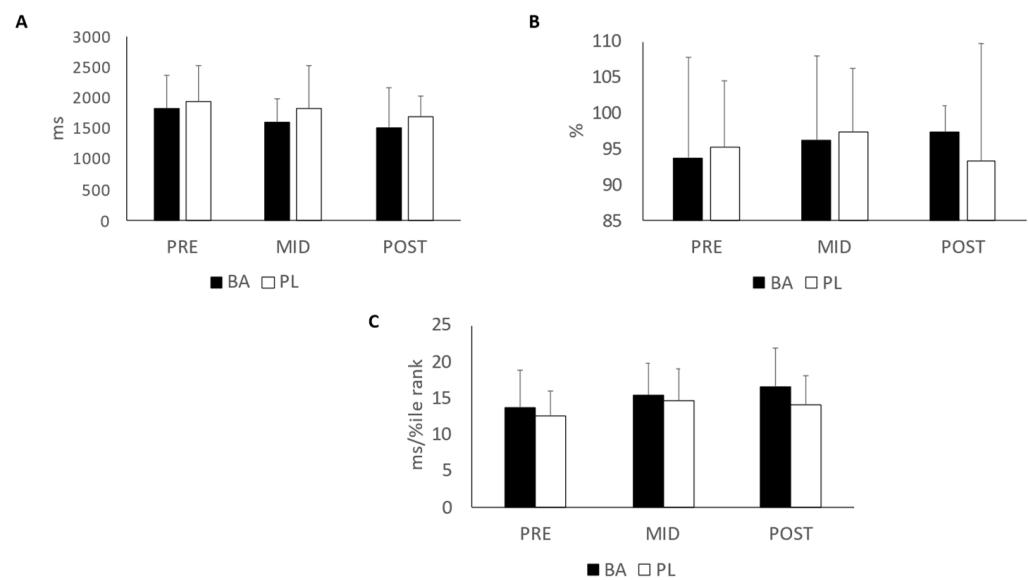 A
ms
3000
2500
2000
1500
1000
500
0
PRE MID POST
BA PL
B
%
110
105
100
95
90
85
PRE MID POST
BA PL
C
ms/%ile rank
25
20
15
10
5
0
PRE MID POST
BA PL